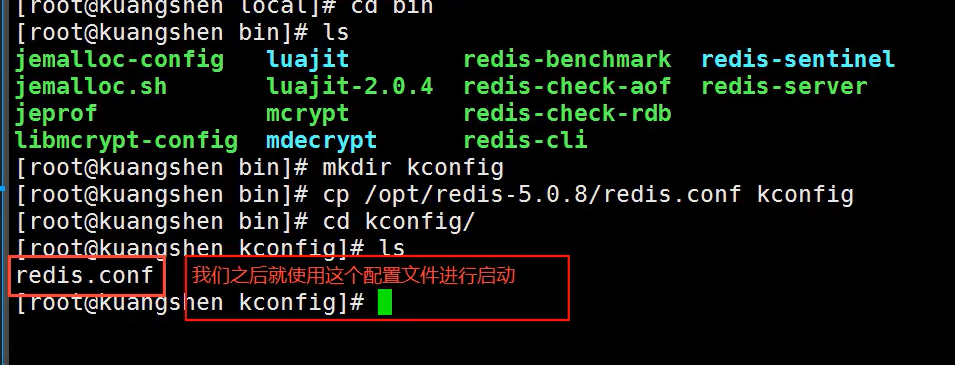 [root@kuangshen local]# cd bin
[root@kuangshen bin]# ls
jemalloc-config luajit redis-benchmark redis-sentinel
jemalloc.sh luajit-2.0.4 redis-check-aof redis-server
jeprof mcrypt redis-check-rdb
libmcrypt-config mdecrypt redis-cli
[root@kuangshen bin]# mkdir kconfig
[root@kuangshen bin]# cp /opt/redis-5.0.8/redis.conf kconfig
[root@kuangshen bin]# cd kconfig/
[root@kuangshen kconfig]# ls
redis.conf 我们之后就使用这个配置文件进行启动
[root@kuangshen kconfig]#